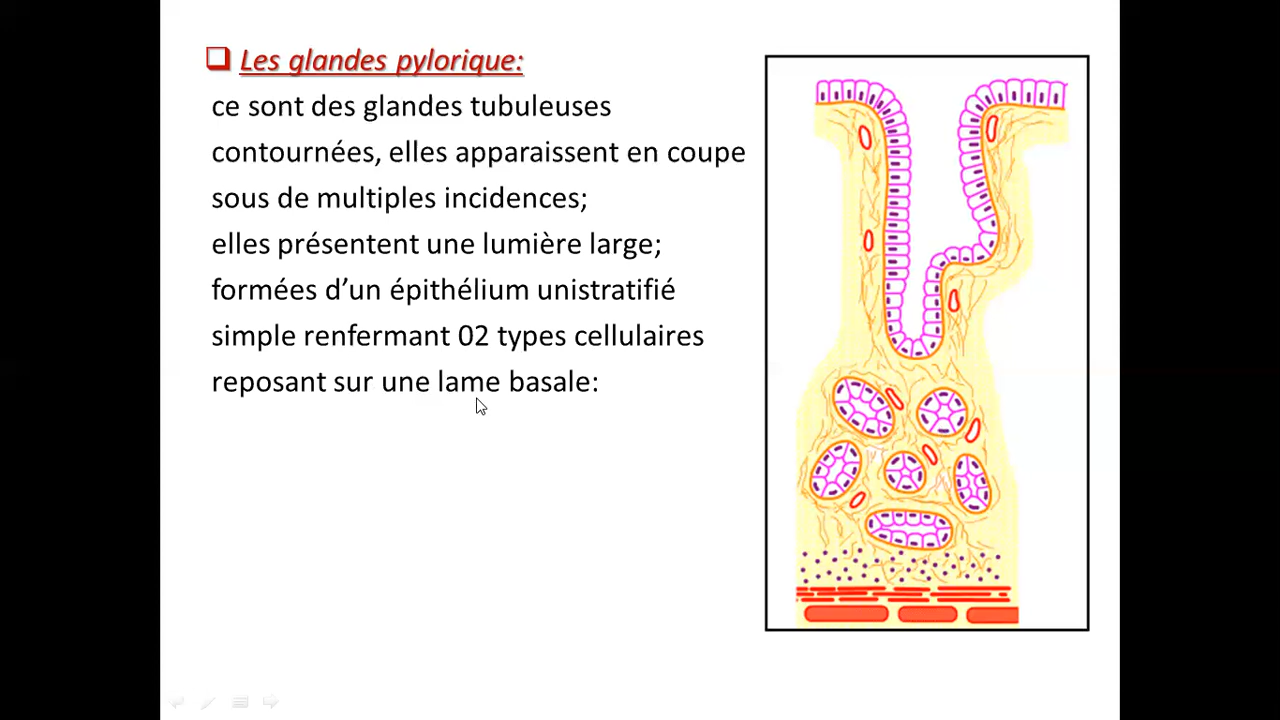 Les glandes pylorique:
ce sont des glandes tubuleuses
contournées, elles apparaissent en coupe
sous de multiples incidences;
elles présentent une lumière large;
formées d’un épithélium unistratifié
simple renfermant 02 types cellulaires
reposant sur une lame basale: